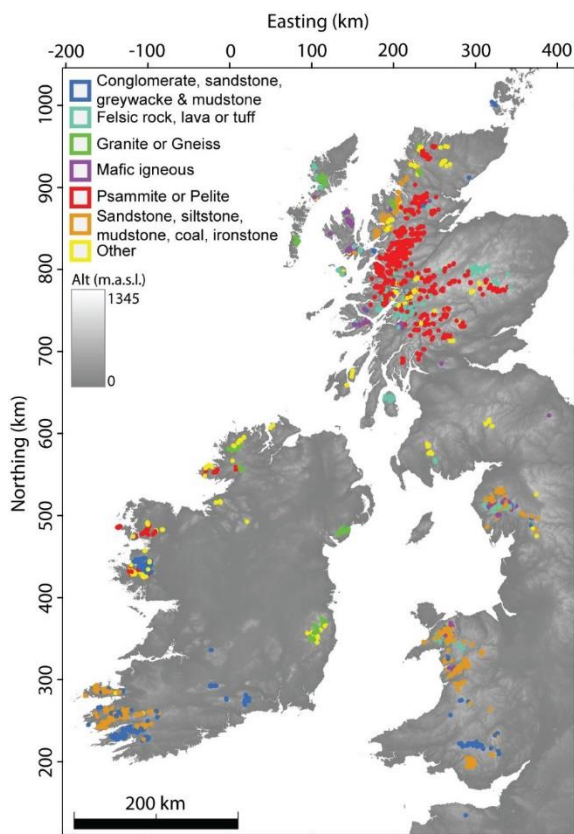 Easting (km)
-200 -100 0 100 200 300 400
Conglomerate, sandstone,
greywacke & mudstone
Felsic rock, lava or tuff
Granite or Gneiss
Mafic igneous
Psammite or Pelite
Sandstone, siltstone,
mudstone, coal, ironstone
Other
Alt (m.a.s.l.)
1345
0
Northing (km)
1000
900
800
700
600
500
400
300
200
200 km